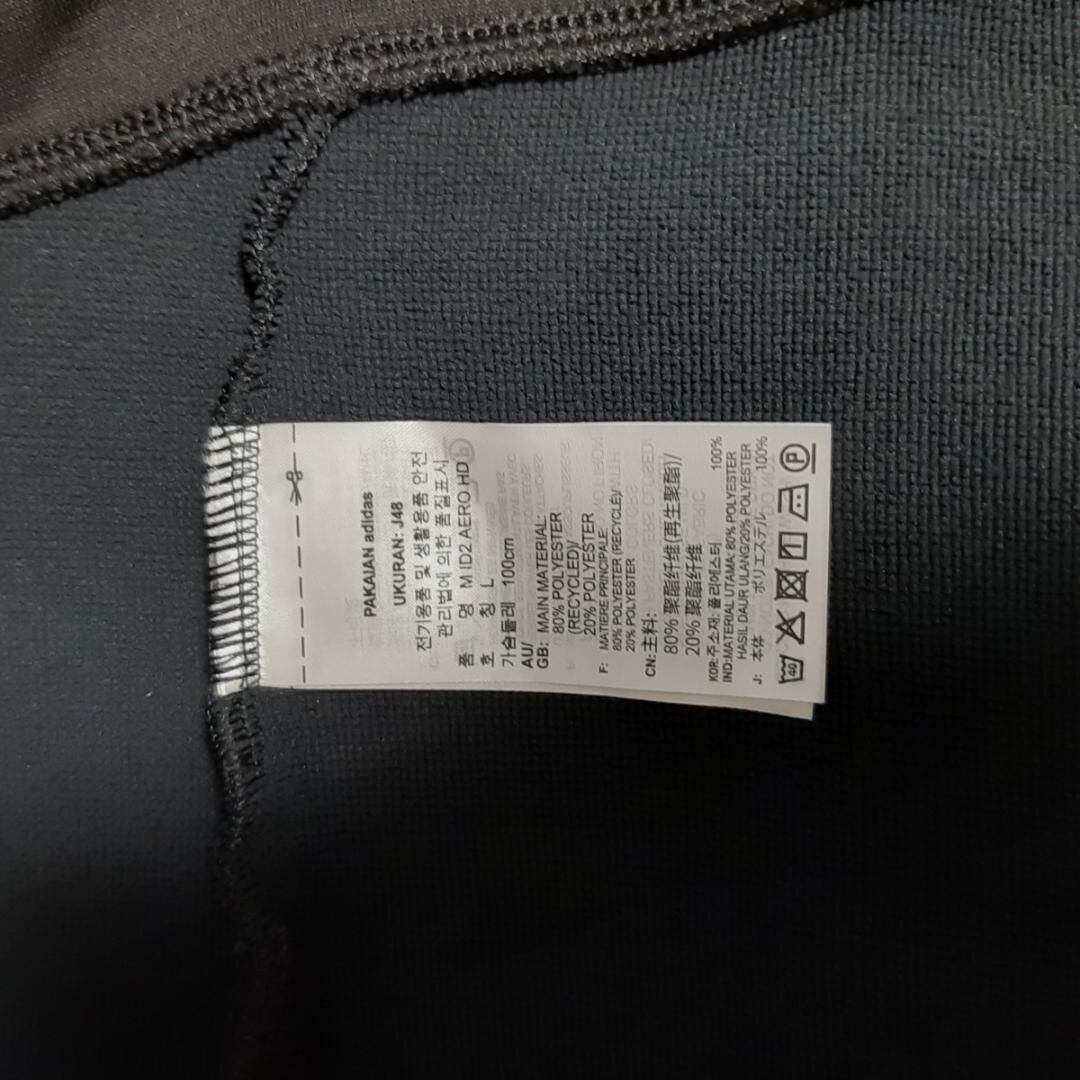 PAKAIAN adidas
UKURAN: J48
전기용품 및 생활용품 안전
관리법에 의한 품질표시
품 명 M ID2 AERO HD
호 칭 L
가슴둘레 100cm
AU/
GB: MAIN MATERIAL:
80% POLYESTER
(RECYCLED)/
20% POLYESTER
F: MATIERE PRINCIPALE:
80% POLYESTER (RECYCLE)/
20% POLYESTER
CN: 主料:
80% 聚酯纤维(再生聚酯)/
20% 聚酯纤维
KOR: 주소재: 폴리에스터 100%
IND: MATERIAL UTAMA: 80% POLYESTER
HASIL DAUR ULANG/20% POLYESTER
J: 本体 ポリエステル 100%
40 P